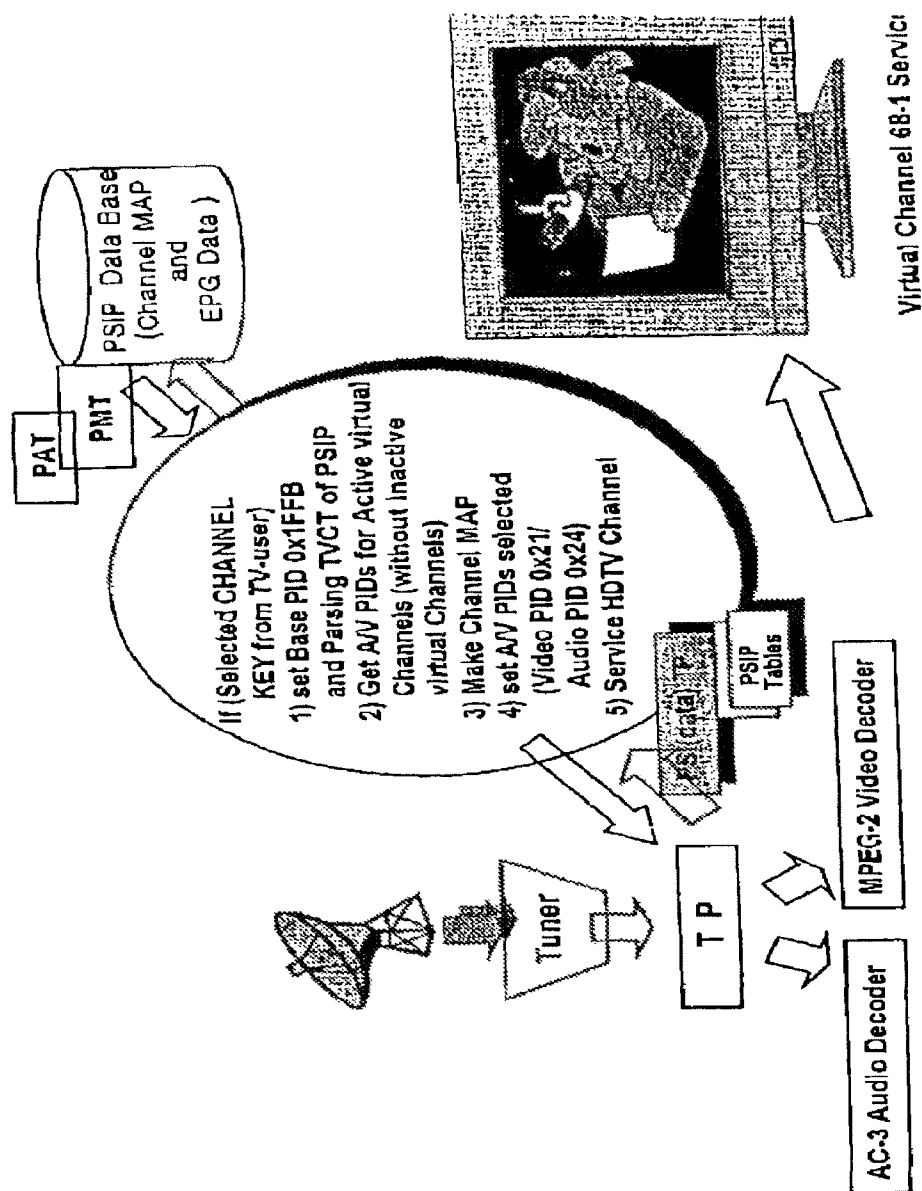 PAT
PMT
PSIP Data Base
(Channel MAP
and
EPG Data )
If (Selected CHANNEL
KEY from TV-user)
1) set Base PID 0x1FFB
and Parsing TVCT of PSIP
2) Get A/V PIDs for Active Virtual
Channels (without Inactive
virtual Channels)
3) Make Channel MAP
4) set A/V PIDs selected
(Video PID 0x21/
Audio PID 0x24)
5) Service HDTV Channel
Tuner
T P
(data)
PSIP
Tables
AC-3 Audio Decoder
MPEG-2 Video Decoder
Virtual Channel 68-1